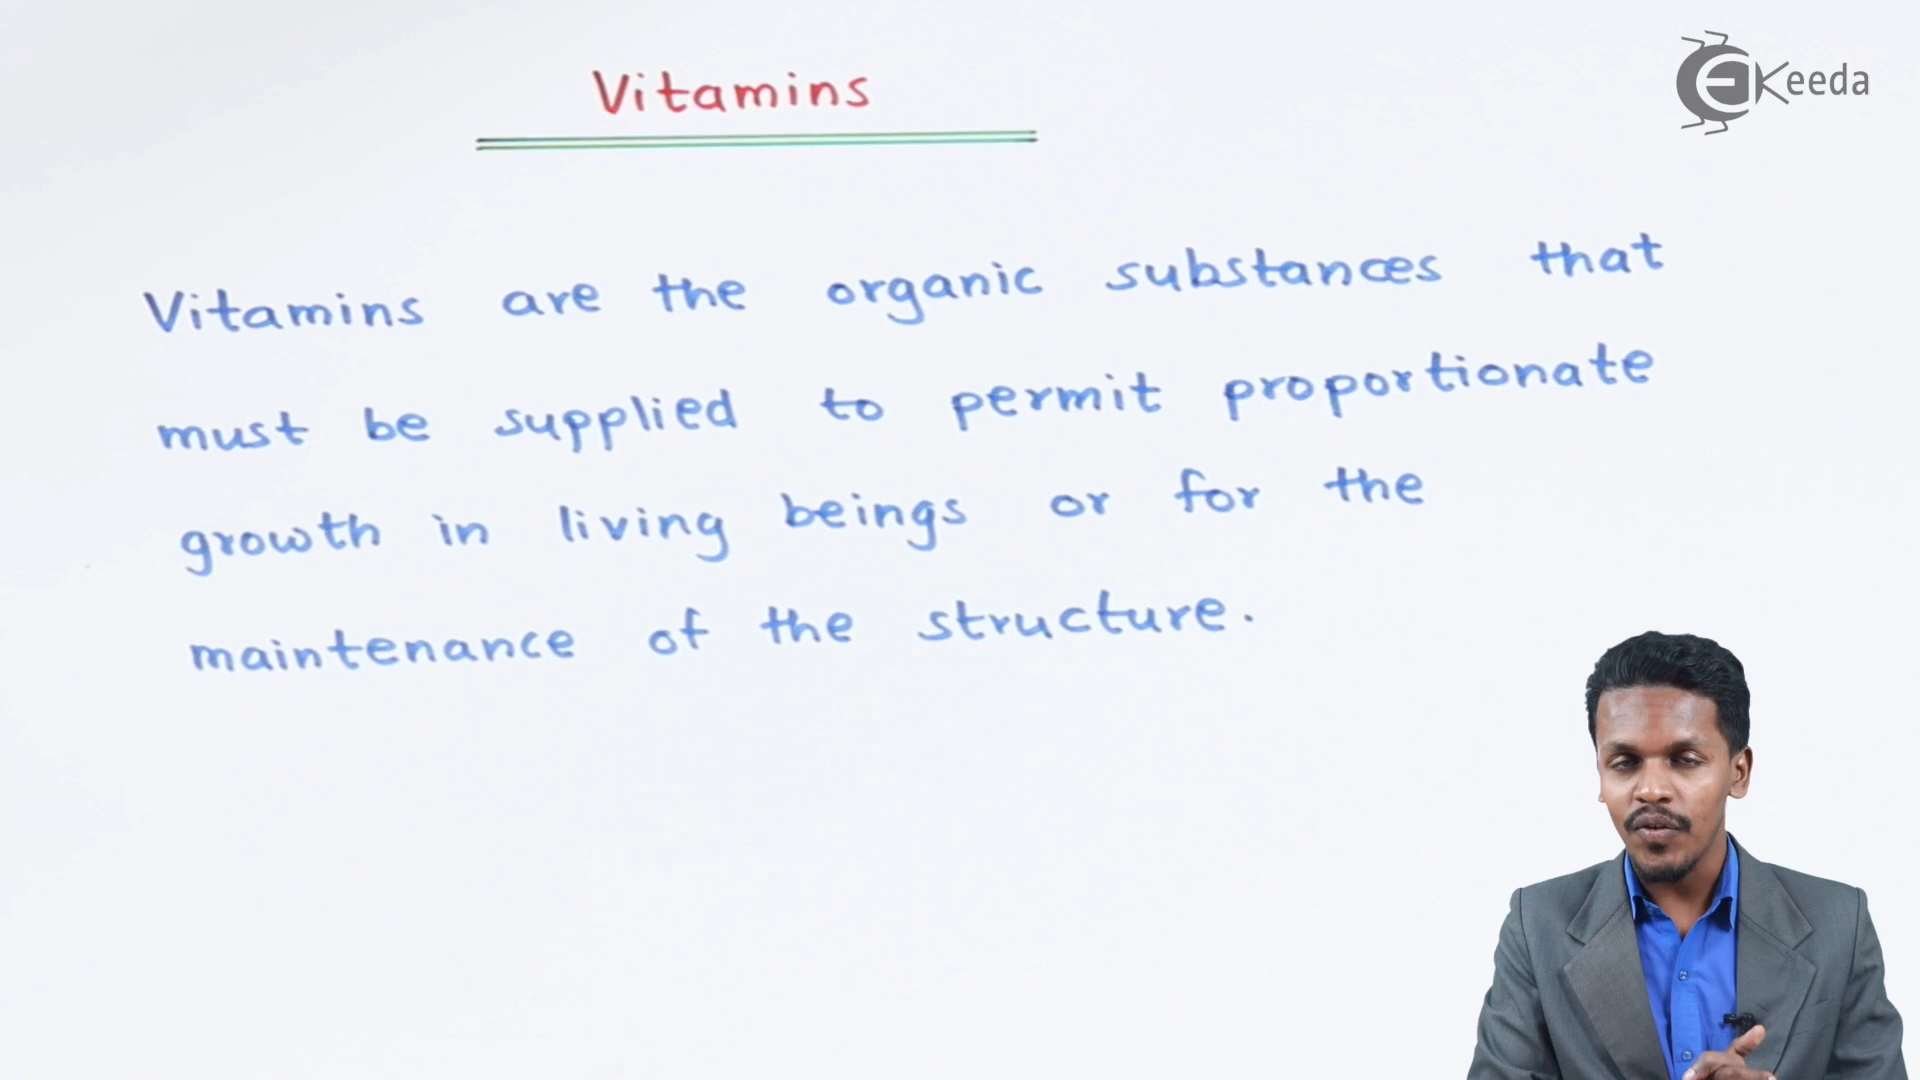 Vitamins
Keeda
Vitamins are the organic substances that
must be supplied to permit proportionate
growth in living beings or for the
maintenance of the structure.